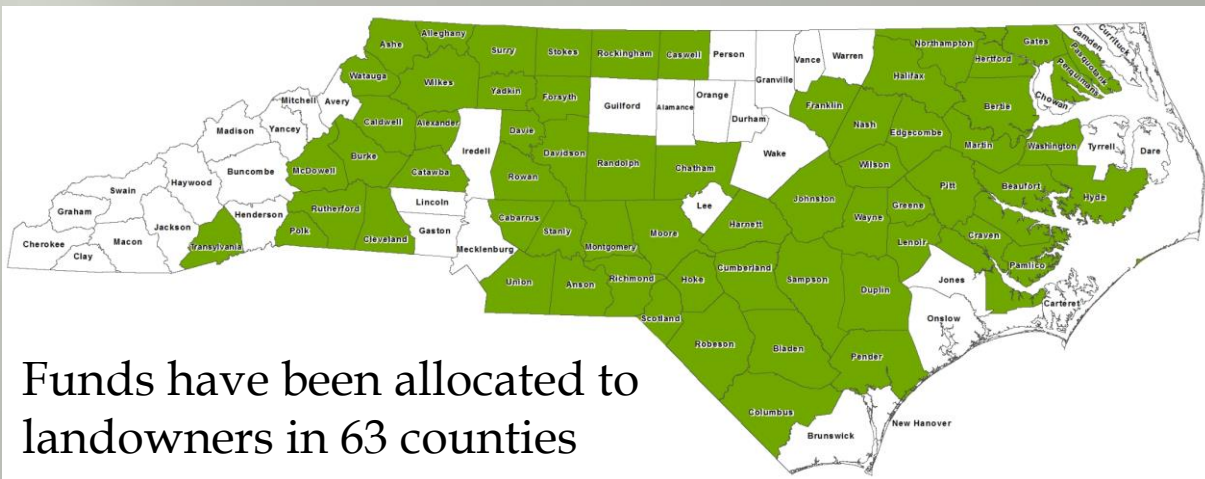 Ashe
Alleghany
Surry
Stokes
Rockingham
Caswell
Person
Granville
Vance
Warren
Northampton
Gates
Camden
Currituck
Pasquotank
Perquimans
Hertford
Halifax
Watauga
Wilkes
Yadkin
Forsyth
Guilford
Alamance
Orange
Durham
Franklin
Bertie
Chowan
Mitchell
Avery
Caldwell
Alexander
Iredell
Davie
Davidson
Randolph
Chatham
Wake
Nash
Edgecombe
Martin
Washington
Tyrrell
Dare
Madison
Yancey
Burke
McDowell
Catawba
Rowan
Wilson
Buncombe
Haywood
Swain
Graham
Jackson
Henderson
Rutherford
Lincoln
Gaston
Cabarrus
Stanly
Montgomery
Moore
Lee
Harnett
Johnston
Wayne
Greene
Pitt
Beaufort
Hyde
Cherokee
Clay
Macon
Transylvania
Polk
Cleveland
Mecklenburg
Union
Anson
Richmond
Hoke
Cumberland
Sampson
Duplin
Lenoir
Craven
Pamlico
Jones
Carteret
Onslow
Scotland
Robeson
Bladen
Pender
Columbus
Brunswick
New Hanover
Funds have been allocated to
landowners in 63 counties